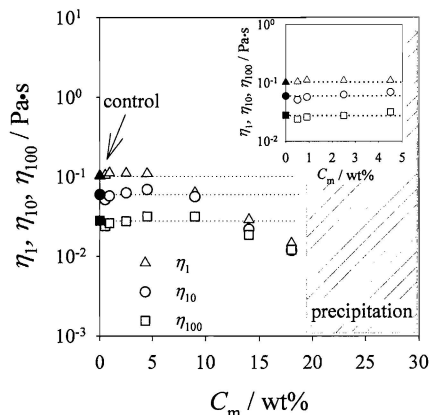 η₁, η₁₀, η₁₀₀ / Pa•s
10¹
10⁰
10⁻¹
10⁻²
10⁻³
control
η₁
η₁₀
η₁₀₀
precipitation
0 5 10 15 20 25 30
Cₘ / wt%
η₁, η₁₀, η₁₀₀ / Pa•s
10⁰
10⁻¹
10⁻²
0 1 2 3 4 5
Cₘ / wt%